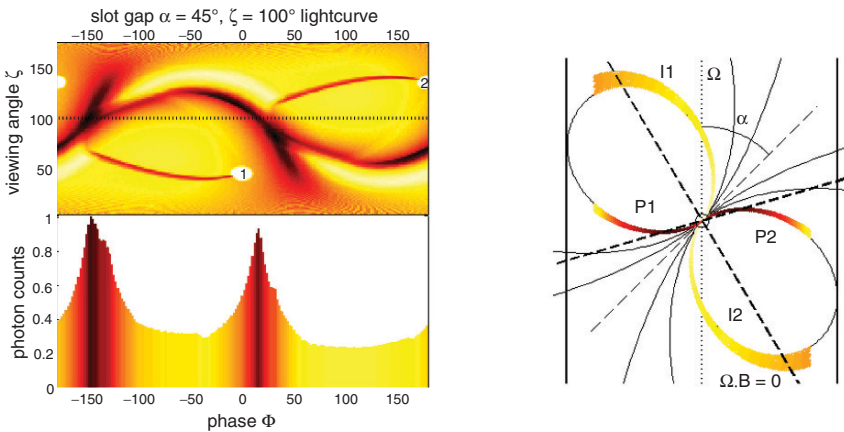 slot gap α = 45°, ζ = 100° lightcurve
−150 −100 −50 0 50 100 150
viewing angle ζ
150
100
50
2
1
photon counts
1
0.8
0.6
0.4
0.2
0
−150 −100 −50 0 50 100 150
phase Φ
I1
Ω
α
P1
P2
I2
Ω.B = 0